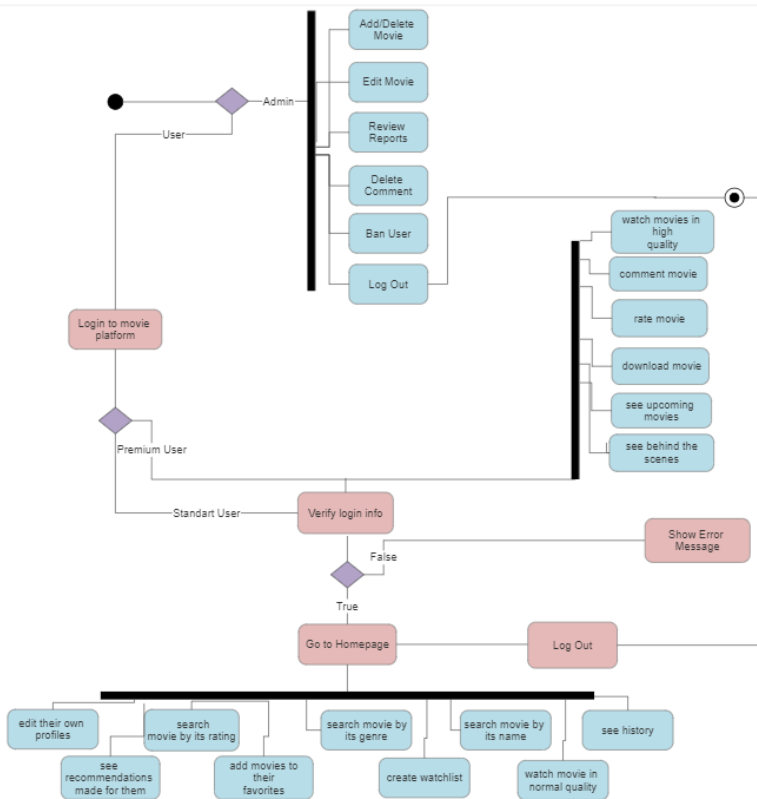 Add/Delete
Movie
Edit Movie
Admin
Review
Reports
User
Delete
Comment
Ban User
Log Out
watch movies in
high
quality
comment movie
rate movie
download movie
see upcoming
movies
see behind the
scenes
Login to movie
platform
Premium User
Standart User
Verify login info
False
Show Error
Message
True
Go to Homepage
Log Out
edit their own
profiles
search
movie by its rating
search movie by
its genre
search movie by
its name
see history
see
recommendations
made for them
add movies to
their
favorites
create watchlist
watch movie in
normal quality